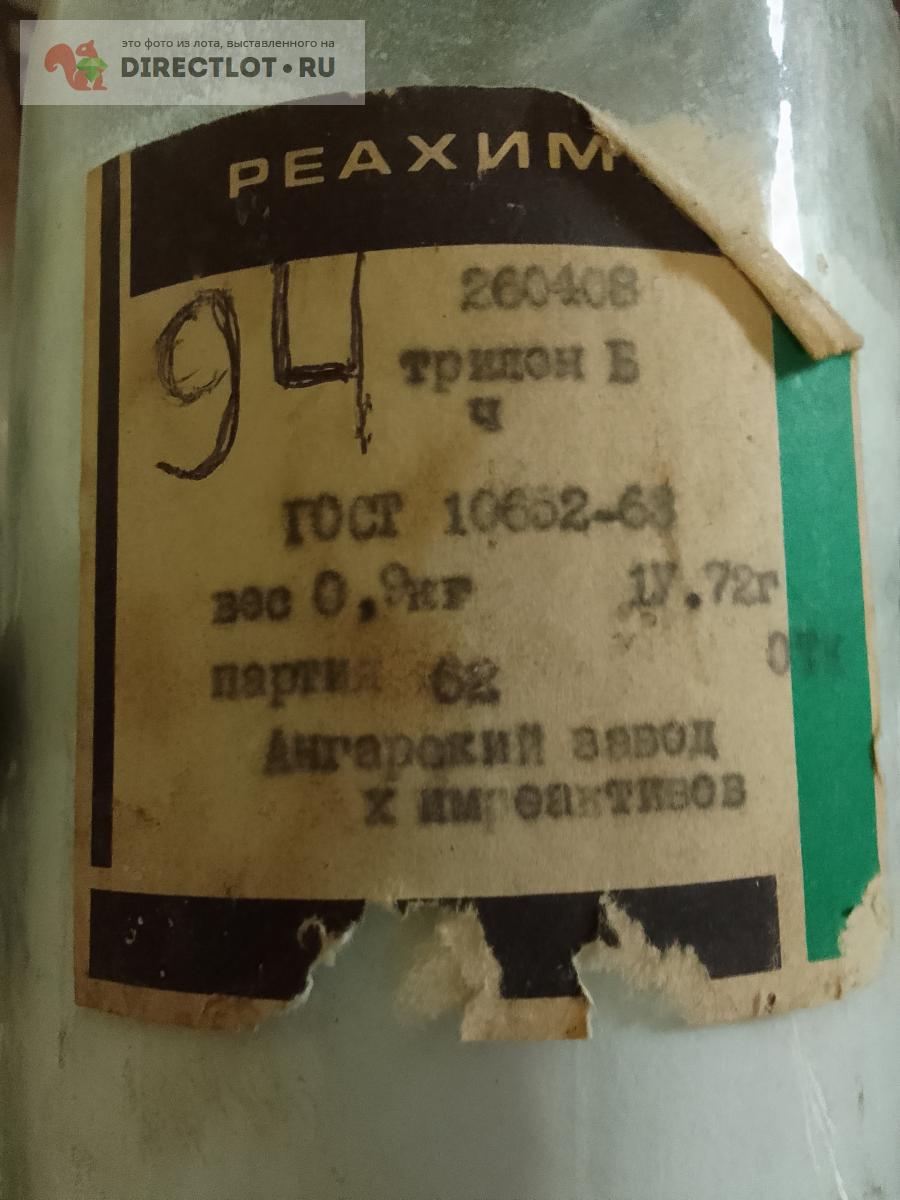 это фото из лота, выставленного на
DIRECTLOT•RU
РЕАХИМ
94
260408
трилон Б
ч
ГОСТ 10652-63
вес 0,9кг 1У.72г
ОТК
партия 62
Ангарский завод
х имреактивов